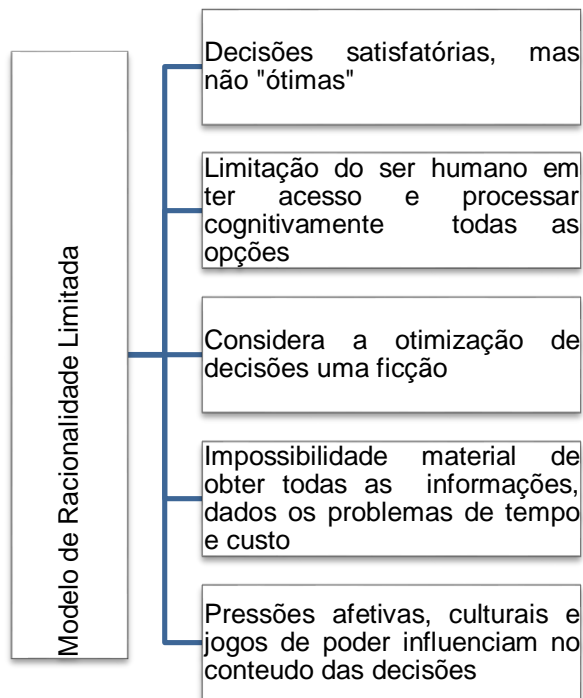 Modelo de Racionalidade Limitada
Decisões satisfatórias, mas
não "ótimas"
Limitação do ser humano em
ter acesso e processar
cognitivamente todas as
opções
Considera a otimização de
decisões uma ficção
Impossibilidade material de
obter todas as informações,
dados os problemas de tempo
e custo
Pressões afetivas, culturais e
jogos de poder influenciam no
conteudo das decisões